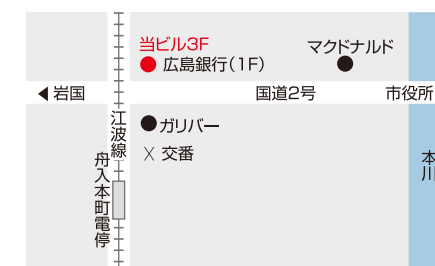 当ビル3F
広島銀行(1F)
マクドナルド
岩国
国道2号
市役所
江波線
ガリバー
交番
舟入本町電停
本川